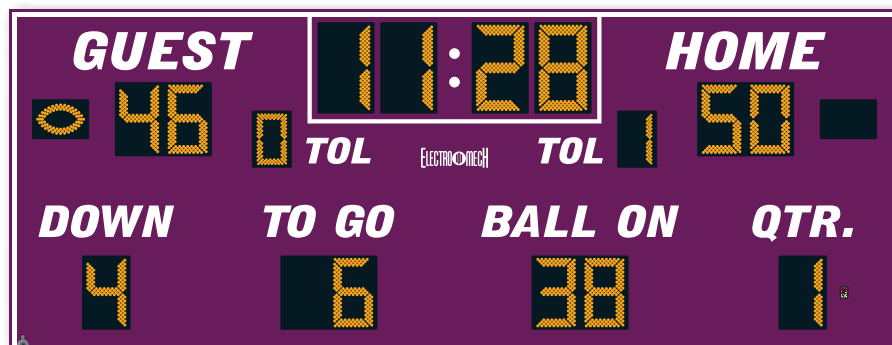 GUEST 11:28 HOME
46 50
0 TOL ELECTRO-MECH TOL 1
DOWN TO GO BALL ON QTR.
4 6 38 1